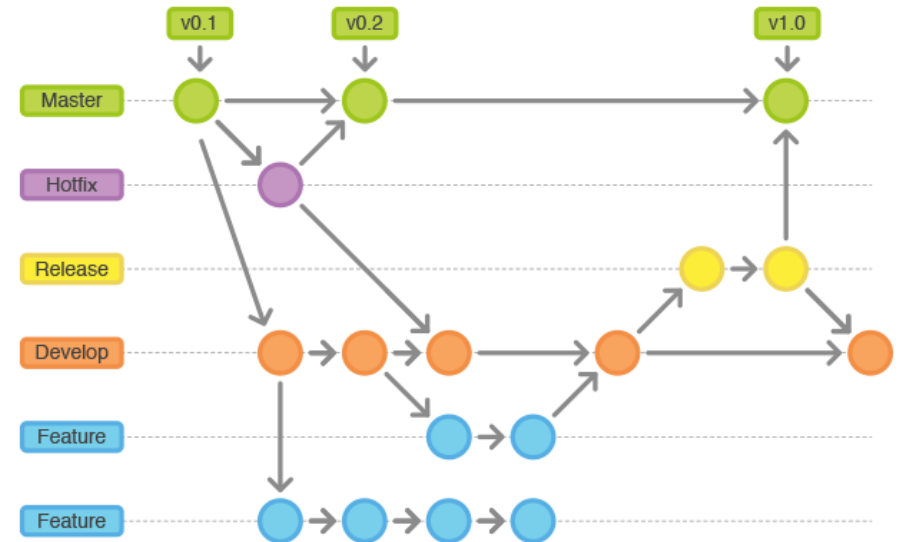 v0.1
v0.2
v1.0
Master
Hotfix
Release
Develop
Feature
Feature